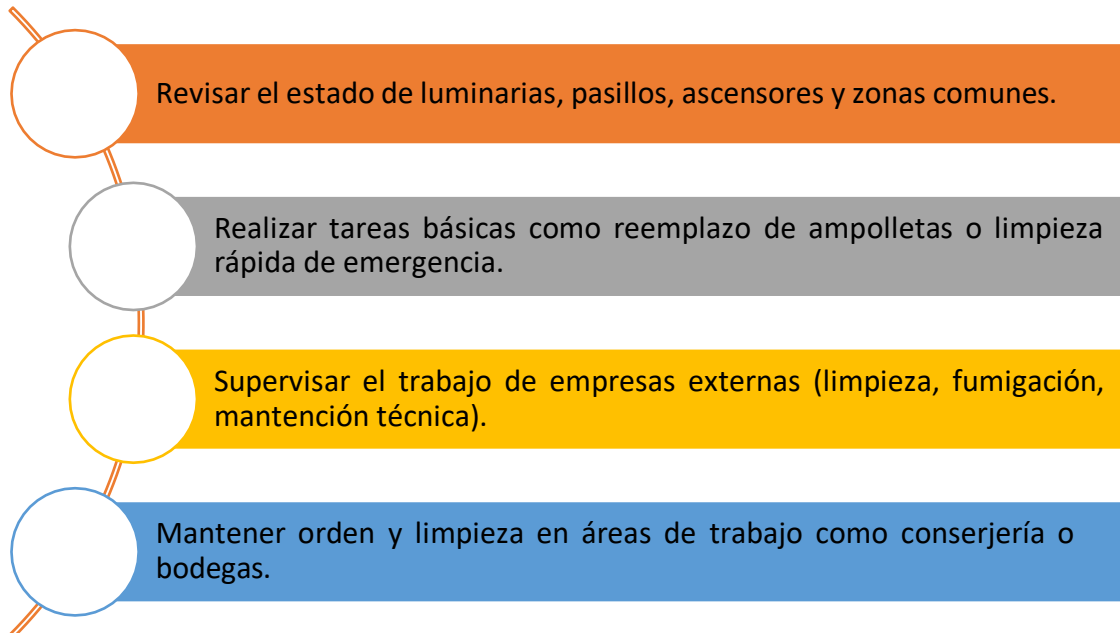 Revisar el estado de luminarias, pasillos, ascensores y zonas comunes.
Realizar tareas básicas como reemplazo de ampolletas o limpieza
rápida de emergencia.
Supervisar el trabajo de empresas externas (limpieza, fumigación,
mantención técnica).
Mantener orden y limpieza en áreas de trabajo como conserjería o
bodegas.